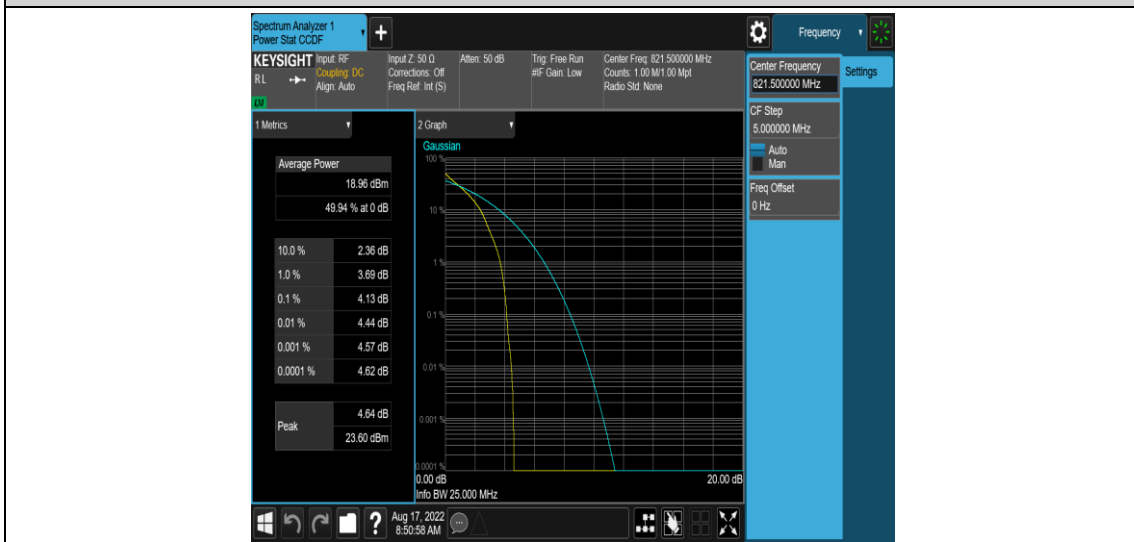 Spectrum Analyzer 1
Power Stat CCDF
+
Frequency
KEYSIGHT
RL
Input: RF
Coupling: DC
Align: Auto
Input Z: 50 Ω
Corrections: Off
Freq Ref: Int (S)
Atten: 50 dB
Trig: Free Run
#IF Gain: Low
Center Freq: 821.500000 MHz
Counts: 1.00 M/1.00 Mpt
Radio Std: None
Center Frequency
821.500000 MHz
Settings
CF Step
5.000000 MHz
Auto
Man
Freq Offset
0 Hz
1 Metrics
Average Power
18.96 dBm
49.94 % at 0 dB
10.0 % 2.36 dB
1.0 % 3.69 dB
0.1 % 4.13 dB
0.01 % 4.44 dB
0.001 % 4.57 dB
0.0001 % 4.62 dB
Peak
4.64 dB
23.60 dBm
2 Graph
Gaussian
100 %
10 %
1 %
0.1 %
0.01 %
0.001 %
0.0001 %
0.00 dB 20.00 dB
Info BW 25.000 MHz
?
Aug 17, 2022
8:50:58 AM